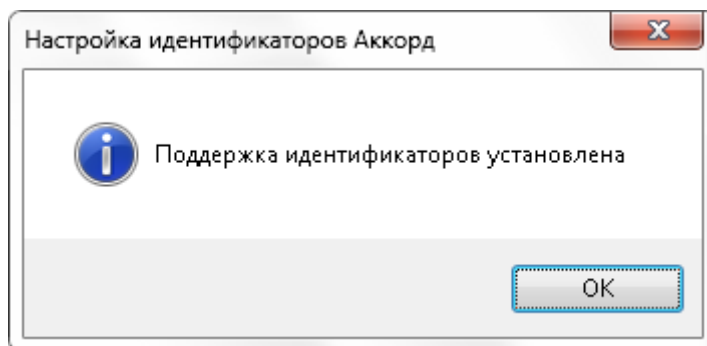 Настройка идентификаторов Аккорд
Поддержка идентификаторов установлена
OK